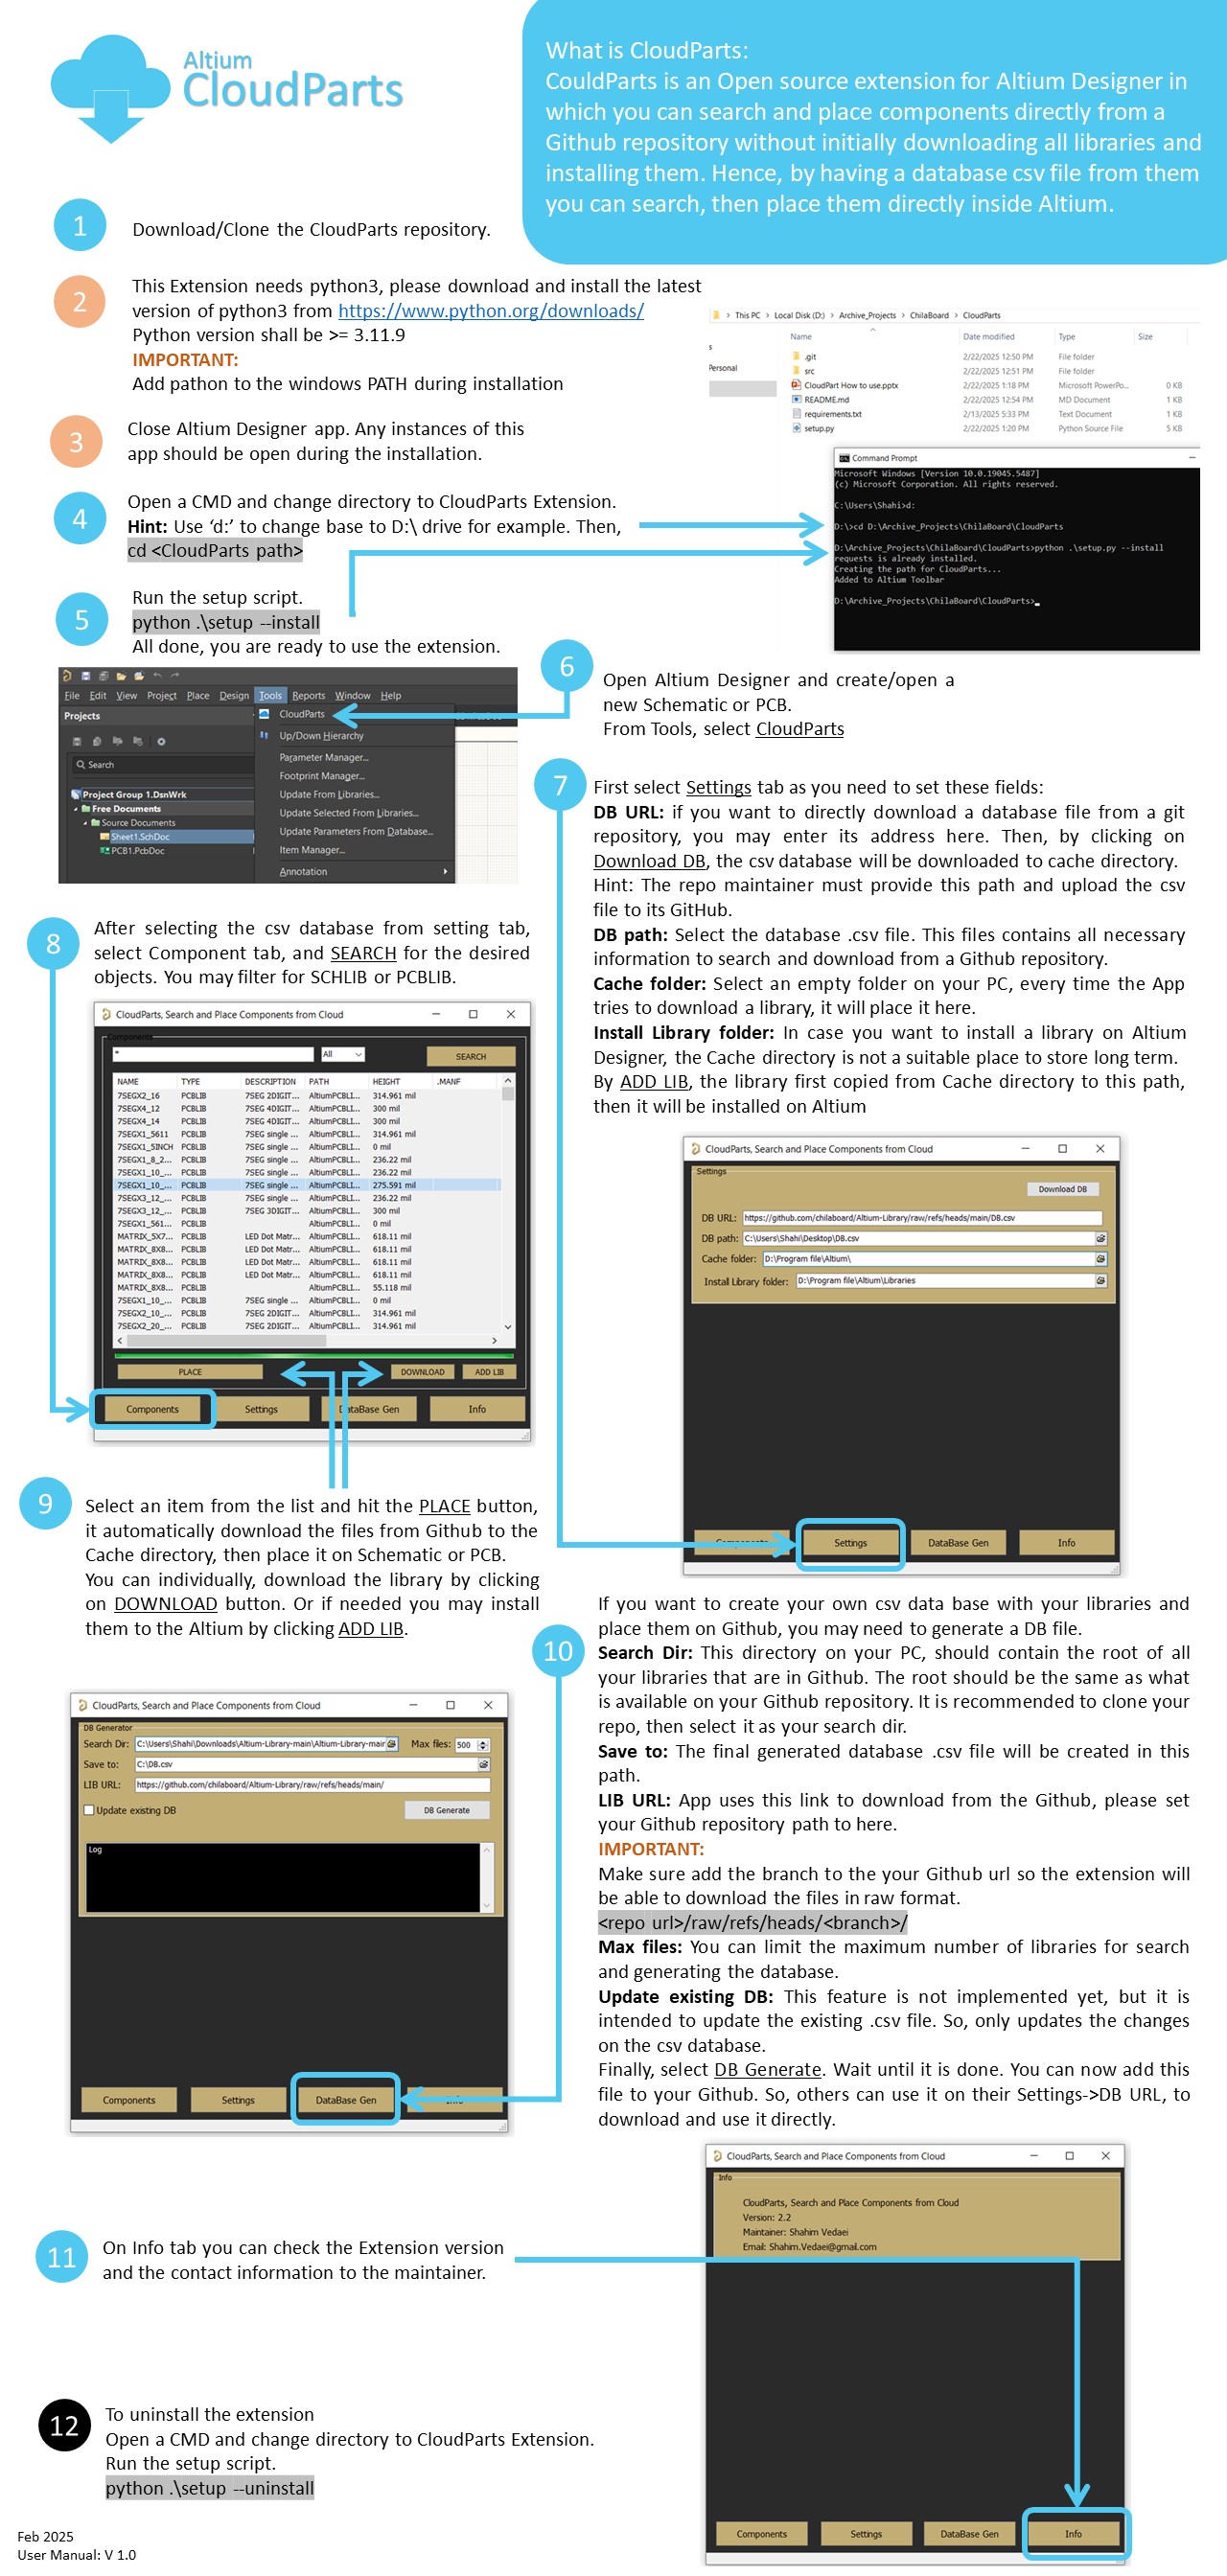 Altium
CloudParts
What is CloudParts:
CouldParts is an Open source extension for Altium Designer in
which you can search and place components directly from a
Github repository without initially downloading all libraries and
installing them. Hence, by having a database csv file from them
you can search, then place them directly inside Altium.
1
Download/Clone the CloudParts repository.
2
This Extension needs python3, please download and install the latest
version of python3 from https://www.python.org/downloads/
Python version shall be >= 3.11.9
IMPORTANT:
Add pathon to the windows PATH during installation
This PC > Local Disk (D:) > Archive_Projects > ChilaBoard > CloudParts
Name Date modified Type Size
.git 2/22/2025 12:50 PM File folder
src 2/22/2025 12:51 PM File folder
CloudPart How to use.pptx 2/22/2025 1:18 PM Microsoft PowerPo... 0 KB
README.md 2/22/2025 12:54 PM MD Document 1 KB
requirements.txt 2/13/2025 5:33 PM Text Document 1 KB
setup.py 2/22/2025 1:20 PM Python Source File 5 KB
s
Personal
3
Close Altium Designer app. Any instances of this
app should be open during the installation.
4
Open a CMD and change directory to CloudParts Extension.
Hint: Use ‘d:’ to change base to D:\ drive for example. Then,
cd <CloudParts path>
Command Prompt
Microsoft Windows [Version 10.0.19045.5487]
(c) Microsoft Corporation. All rights reserved.
C:\Users\Shahi>d:
D:\>cd D:\Archive_Projects\ChilaBoard\CloudParts
D:\Archive_Projects\ChilaBoard\CloudParts>python .\setup.py --install
requests is already installed.
Creating the path for CloudParts...
Added to Altium Toolbar
D:\Archive_Projects\ChilaBoard\CloudParts>
5
Run the setup script.
python .\setup --install
All done, you are ready to use the extension.
File Edit View Project Place Design Tools Reports Window Help
Projects
CloudParts
Up/Down Hierarchy
Search
Parameter Manager...
Footprint Manager...
Project Group 1.DsnWrk
Update From Libraries...
Free Documents
Update Selected From Libraries...
Source Documents
Update Parameters From Database...
Sheet1.SchDoc
Item Manager...
PCB1.PcbDoc
Annotation
6
Open Altium Designer and create/open a
new Schematic or PCB.
From Tools, select CloudParts
7
First select Settings tab as you need to set these fields:
DB URL: if you want to directly download a database file from a git
repository, you may enter its address here. Then, by clicking on
Download DB, the csv database will be downloaded to cache directory.
Hint: The repo maintainer must provide this path and upload the csv
file to its GitHub.
DB path: Select the database .csv file. This files contains all necessary
information to search and download from a Github repository.
Cache folder: Select an empty folder on your PC, every time the App
tries to download a library, it will place it here.
Install Library folder: In case you want to install a library on Altium
Designer, the Cache directory is not a suitable place to store long term.
By ADD LIB, the library first copied from Cache directory to this path,
then it will be installed on Altium
8
After selecting the csv database from setting tab,
select Component tab, and SEARCH for the desired
objects. You may filter for SCHLIB or PCBLIB.
CloudParts, Search and Place Components from Cloud
Components
* All SEARCH
NAME TYPE DESCRIPTION PATH HEIGHT .MANF
7SEGX2_16 PCBLIB 7SEG 2DIGIT... AltiumPCBLI... 314.961 mil
7SEGX4_12 PCBLIB 7SEG 4DIGIT... AltiumPCBLI... 300 mil
7SEGX4_14 PCBLIB 7SEG 4DIGIT... AltiumPCBLI... 300 mil
7SEGX1_5611 PCBLIB 7SEG single ... AltiumPCBLI... 314.961 mil
7SEGX1_5INCH PCBLIB 7SEG single ... AltiumPCBLI... 0 mil
7SEGX1_8_2... PCBLIB 7SEG single ... AltiumPCBLI... 236.22 mil
7SEGX1_10_... PCBLIB 7SEG single ... AltiumPCBLI... 236.22 mil
7SEGX1_10_... PCBLIB 7SEG single ... AltiumPCBLI... 275.591 mil
7SEGX3_12_... PCBLIB 7SEG single ... AltiumPCBLI... 236.22 mil
7SEGX3_12_... PCBLIB 7SEG 3DIGIT... AltiumPCBLI... 300 mil
7SEGX1_561... PCBLIB AltiumPCBLI... 0 mil
MATRIX_5X7... PCBLIB LED Dot Matr... AltiumPCBLI... 618.11 mil
MATRIX_8X8... PCBLIB LED Dot Matr... AltiumPCBLI... 618.11 mil
MATRIX_8X8... PCBLIB LED Dot Matr... AltiumPCBLI... 618.11 mil
MATRIX_8X8... PCBLIB LED Dot Matr... AltiumPCBLI... 618.11 mil
MATRIX_8X8... PCBLIB AltiumPCBLI... 55.118 mil
7SEGX1_10_... PCBLIB 7SEG single ... AltiumPCBLI... 0 mil
7SEGX2_10_... PCBLIB 7SEG 2DIGIT... AltiumPCBLI... 314.961 mil
7SEGX2_20_... PCBLIB 7SEG 2DIGIT... AltiumPCBLI... 314.961 mil
PLACE DOWNLOAD ADD LIB
Components Settings DataBase Gen Info
CloudParts, Search and Place Components from Cloud
Settings
Download DB
DB URL: https://github.com/chilaboard/Altium-Library/raw/refs/heads/main/DB.csv
DB path: C:\Users\Shahi\Desktop\DB.csv
Cache folder: D:\Program file\Altium\
Install Library folder: D:\Program file\Altium\Libraries
Components Settings DataBase Gen Info
9
Select an item from the list and hit the PLACE button,
it automatically download the files from Github to the
Cache directory, then place it on Schematic or PCB.
You can individually, download the library by clicking
on DOWNLOAD button. Or if needed you may install
them to the Altium by clicking ADD LIB.
10
If you want to create your own csv data base with your libraries and
place them on Github, you may need to generate a DB file.
Search Dir: This directory on your PC, should contain the root of all
your libraries that are in Github. The root should be the same as what
is available on your Github repository. It is recommended to clone your
repo, then select it as your search dir.
Save to: The final generated database .csv file will be created in this
path.
LIB URL: App uses this link to download from the Github, please set
your Github repository path to here.
IMPORTANT:
Make sure add the branch to the your Github url so the extension will
be able to download the files in raw format.
<repo url>/raw/refs/heads/<branch>/
Max files: You can limit the maximum number of libraries for search
and generating the database.
Update existing DB: This feature is not implemented yet, but it is
intended to update the existing .csv file. So, only updates the changes
on the csv database.
Finally, select DB Generate. Wait until it is done. You can now add this
file to your Github. So, others can use it on their Settings->DB URL, to
download and use it directly.
CloudParts, Search and Place Components from Cloud
DB Generator
Search Dir: C:\Users\Shahi\Downloads\Altium-Library-main\Altium-Library-mair Max files: 500
Save to: C:\DB.csv
LIB URL: https://github.com/chilaboard/Altium-Library/raw/refs/heads/main/
Update existing DB DB Generate
Log
Components Settings DataBase Gen Info
11
On Info tab you can check the Extension version
and the contact information to the maintainer.
CloudParts, Search and Place Components from Cloud
Info
CloudParts, Search and Place Components from Cloud
Version: 2.2
Maintainer: Shahim Vedaei
Email: Shahim.Vedaei@gmail.com
Components Settings DataBase Gen Info
12
To uninstall the extension
Open a CMD and change directory to CloudParts Extension.
Run the setup script.
python .\setup --uninstall
Feb 2025
User Manual: V 1.0